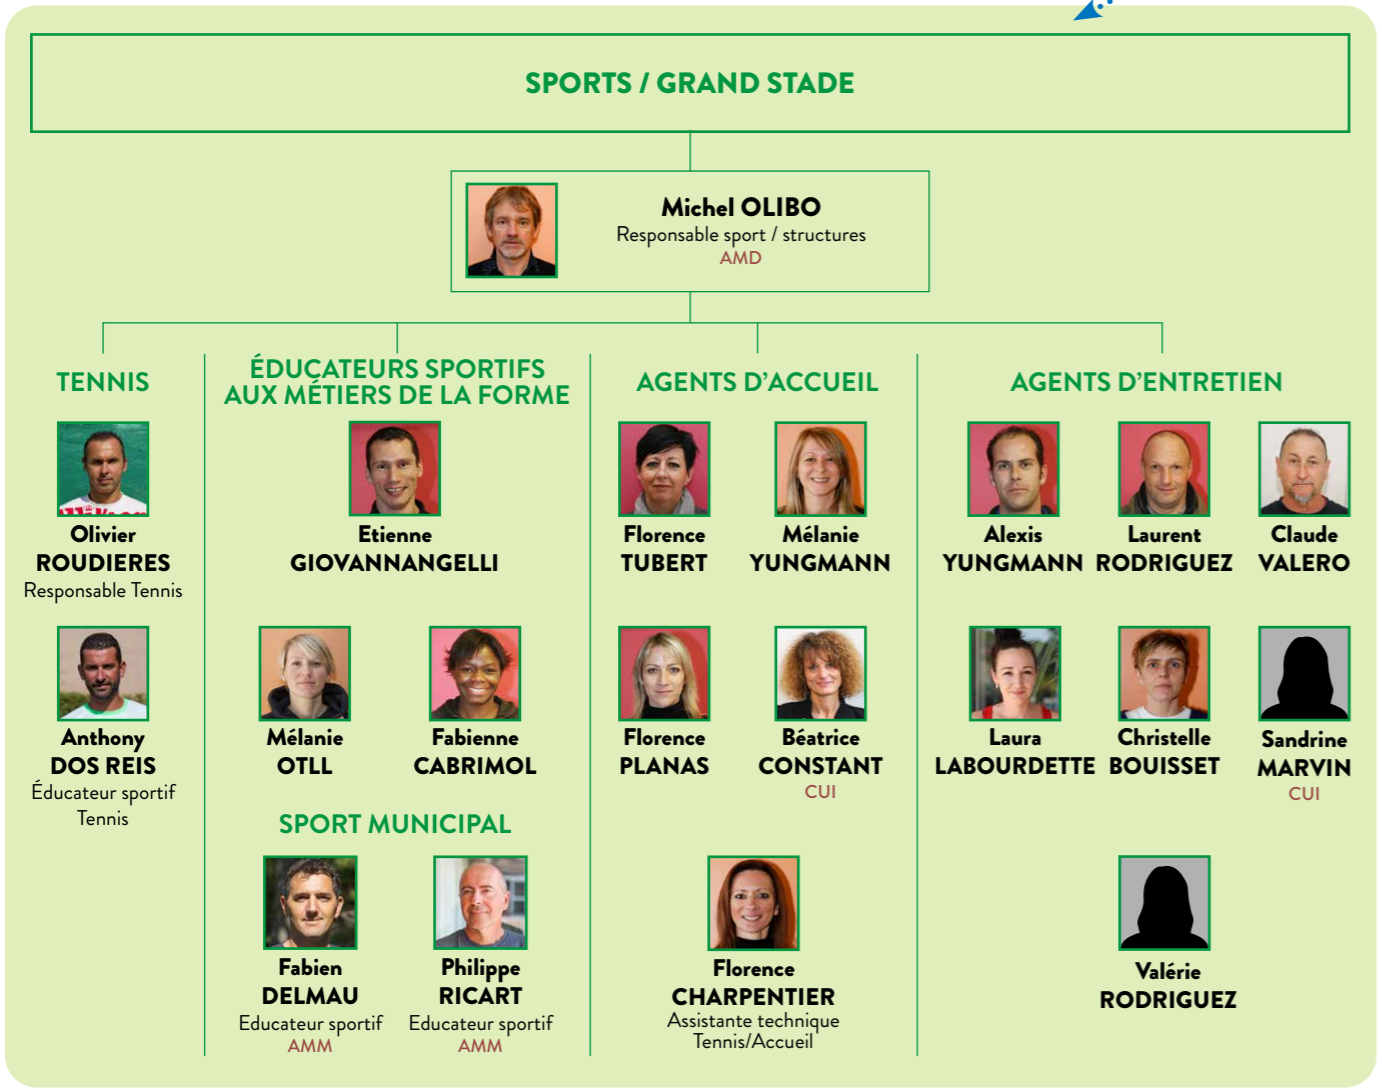 SPORTS / GRAND STADE
Michel OLIBO
Responsable sport / structures
AMD
TENNIS
Olivier
ROUDIERES
Responsable Tennis
Anthony
DOS REIS
Éducateur sportif
Tennis
ÉDUCATEURS SPORTIFS
AUX MÉTIERS DE LA FORME
Etienne
GIOVANNANGELLI
Mélanie
OTLL
Fabienne
CABRIMOL
SPORT MUNICIPAL
Fabien
DELMAU
Educateur sportif
AMM
Philippe
RICART
Educateur sportif
AMM
AGENTS D’ACCUEIL
Florence
TUBERT
Mélanie
YUNGMANN
Florence
PLANAS
Béatrice
CONSTANT
CUI
Florence
CHARPENTIER
Assistante technique
Tennis/Accueil
AGENTS D’ENTRETIEN
Alexis
YUNGMANN
Laurent
RODRIGUEZ
Claude
VALERO
Laura
LABOURDETTE
Christelle
BOUISSET
Sandrine
MARVIN
CUI
Valérie
RODRIGUEZ